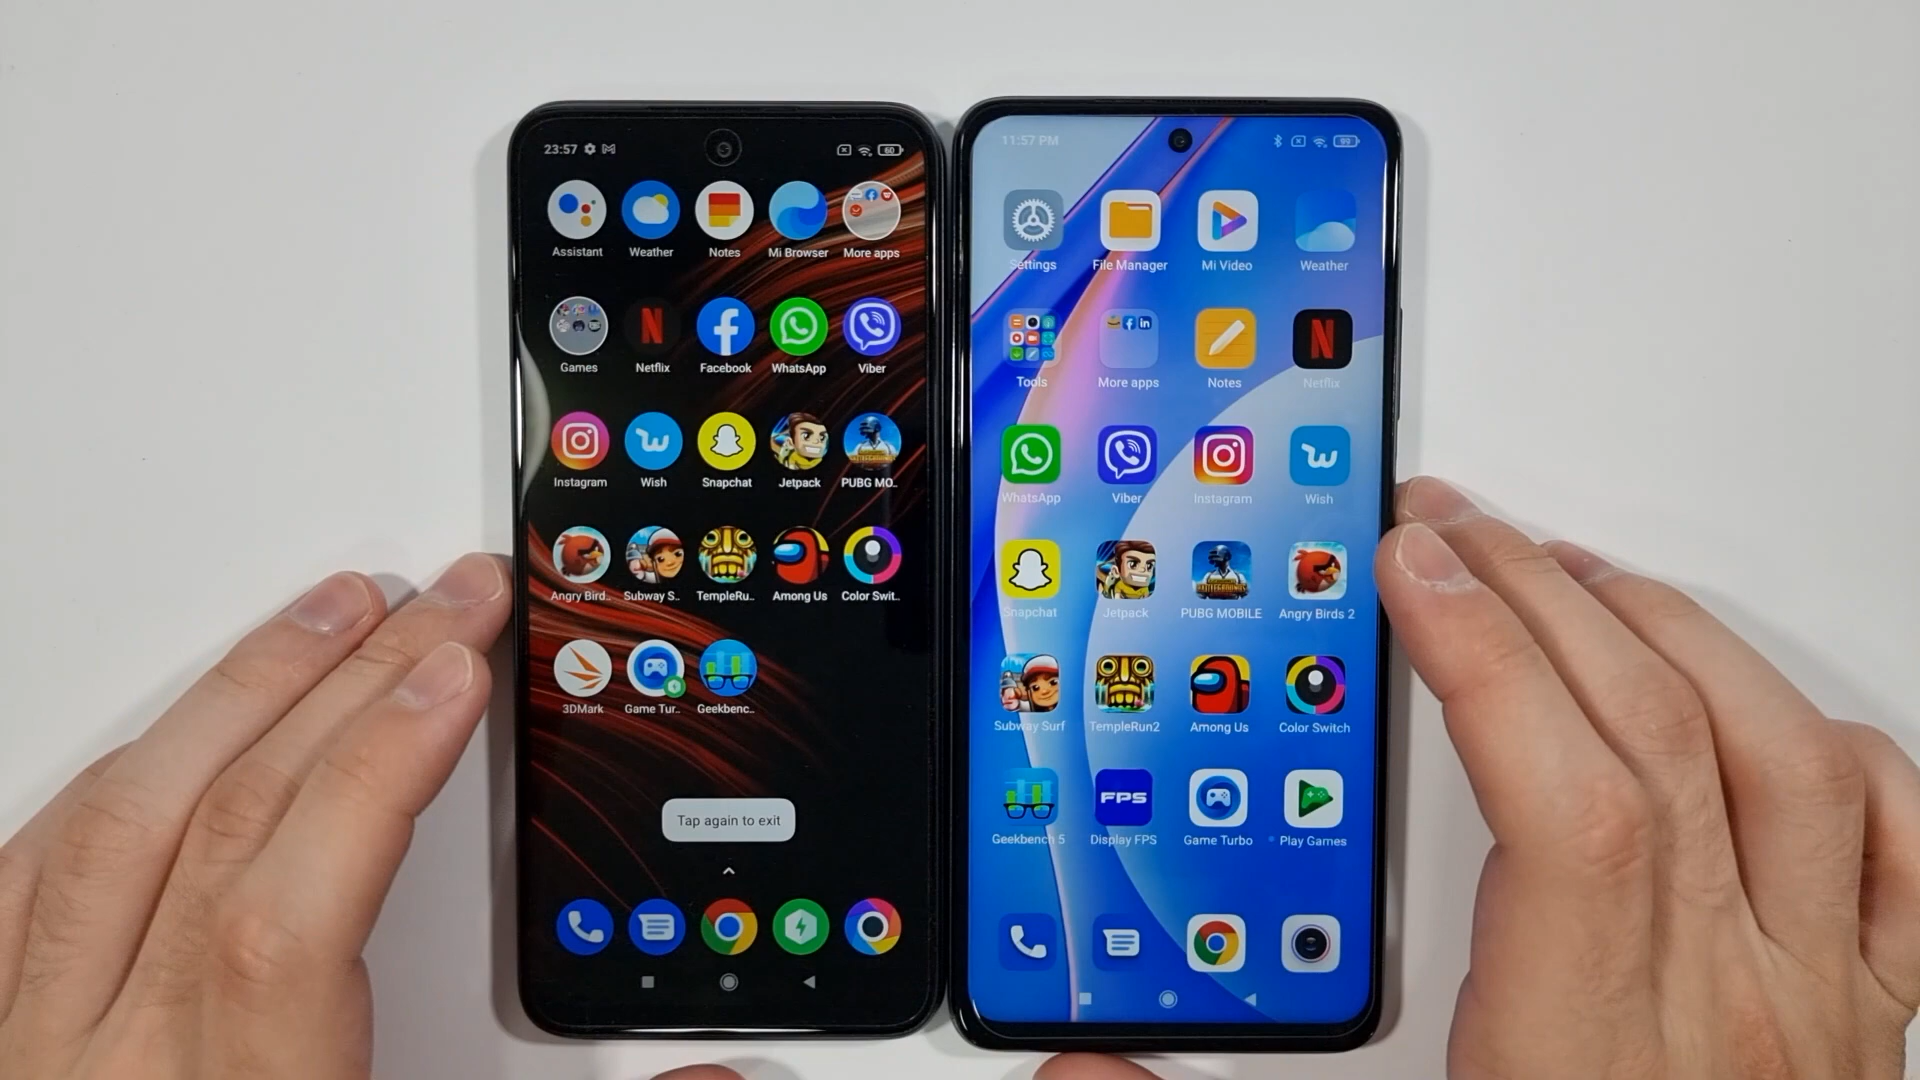 23:57
60
Assistant Weather Notes Mi Browser More apps
Games Netflix Facebook WhatsApp Viber
Instagram Wish Snapchat Jetpack PUBG MO..
Angry Bird.. Subway S.. TempleRu.. Among Us Color Swit..
3DMark Game Tur.. Geekbenc..
Tap again to exit
11:57 PM
99
Settings File Manager Mi Video Weather
Tools More apps Notes Netflix
WhatsApp Viber Instagram Wish
Snapchat Jetpack PUBG MOBILE Angry Birds 2
Subway Surf TempleRun2 Among Us Color Switch
FPS
Geekbench 5 Display FPS Game Turbo Play Games